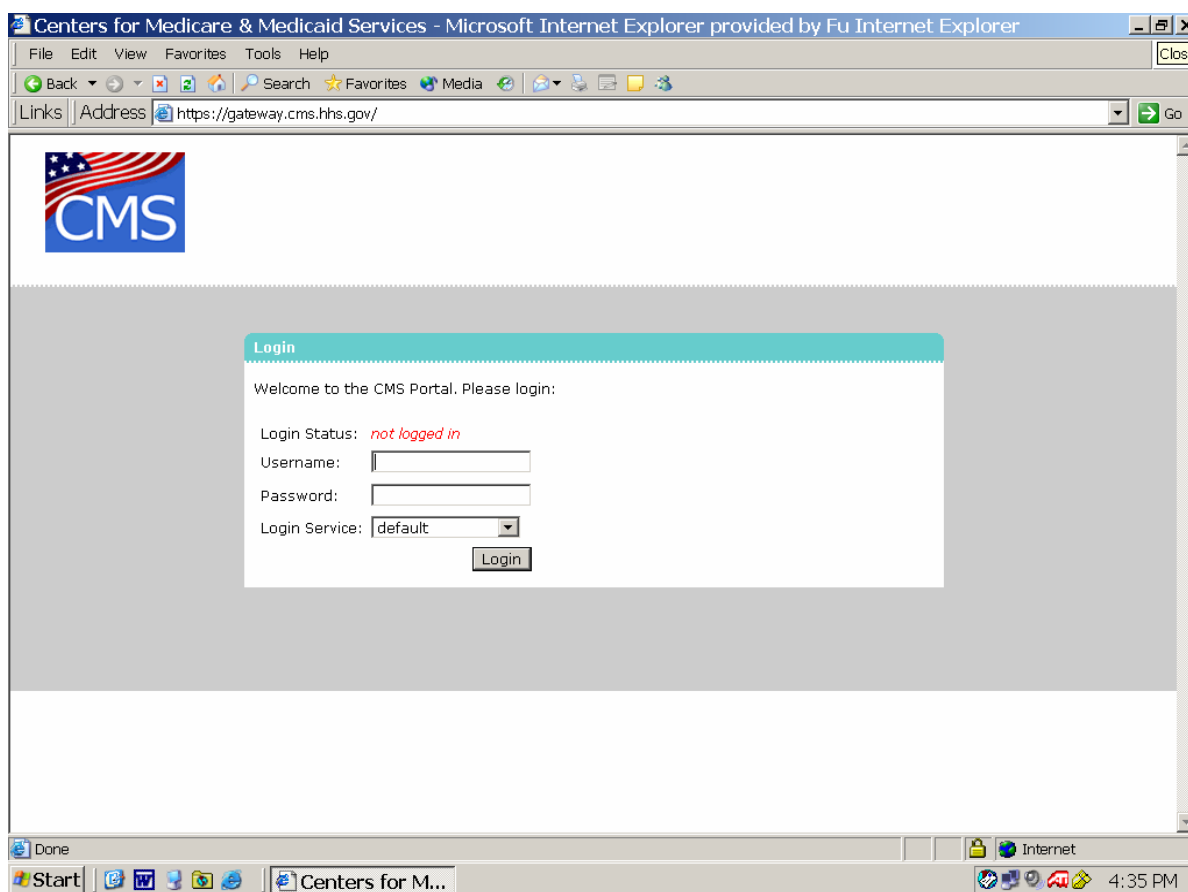 Centers for Medicare & Medicaid Services - Microsoft Internet Explorer provided by Fu Internet Explorer
File Edit View Favorites Tools Help
Clos
Back Search Favorites Media
Links Address https://gateway.cms.hhs.gov/ Go
CMS
Login
Welcome to the CMS Portal. Please login:
Login Status: not logged in
Username:
Password:
Login Service: default
Login
Done Internet
Start Centers for M... 4:35 PM